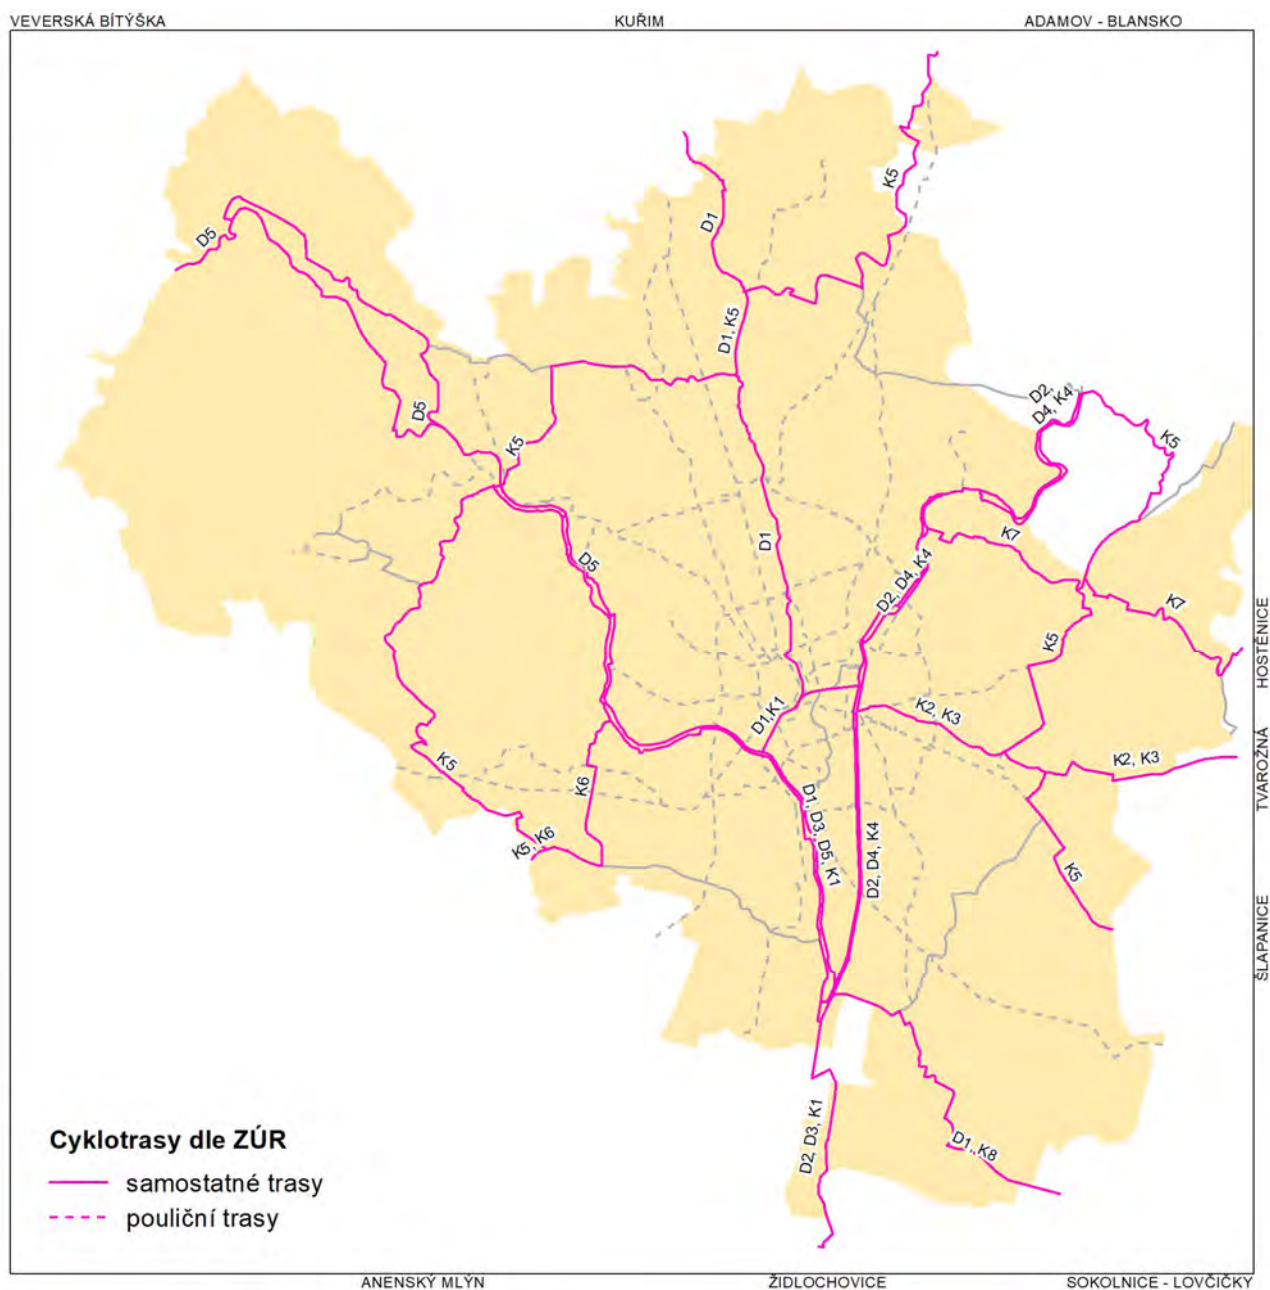 VEVERSKÁ BÍTÝŠKA
KUŘIM
ADAMOV - BLANSKO
K5
D1
D5
D1, K5
D2,
D4, K4
D5
K5
K5
K7
D1
D5
D2, D4, K4
K7
HOSTĚNICE
K5
K2, K3
D1,K1
K5
K2, K3
TVAROŽNÁ
K6
D1, D3, D5, K1
K5, K6
D2, D4, K4
K5
ŠLAPANICE
D2, D3, K1
D1, K8
Cyklotrasy dle ZÚR
samostatné trasy
pouliční trasy
ANENSKÝ MLÝN
ŽIDLOCHOVICE
SOKOLNICE - LOVČIČKY